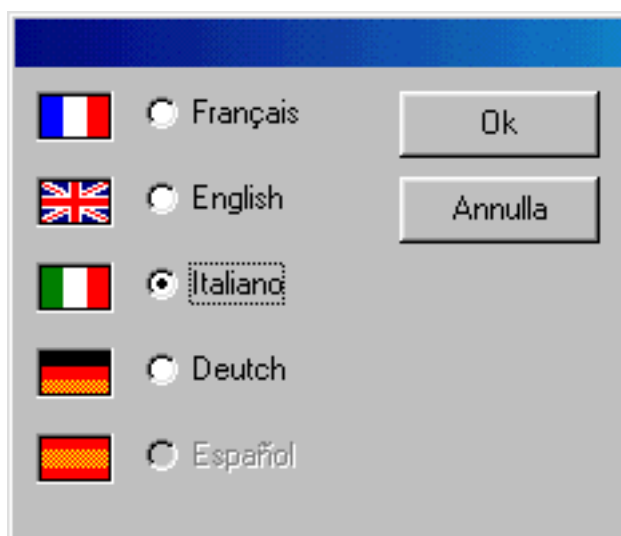 Français
Ok
English
Annulla
Italiano
Deutch
Español